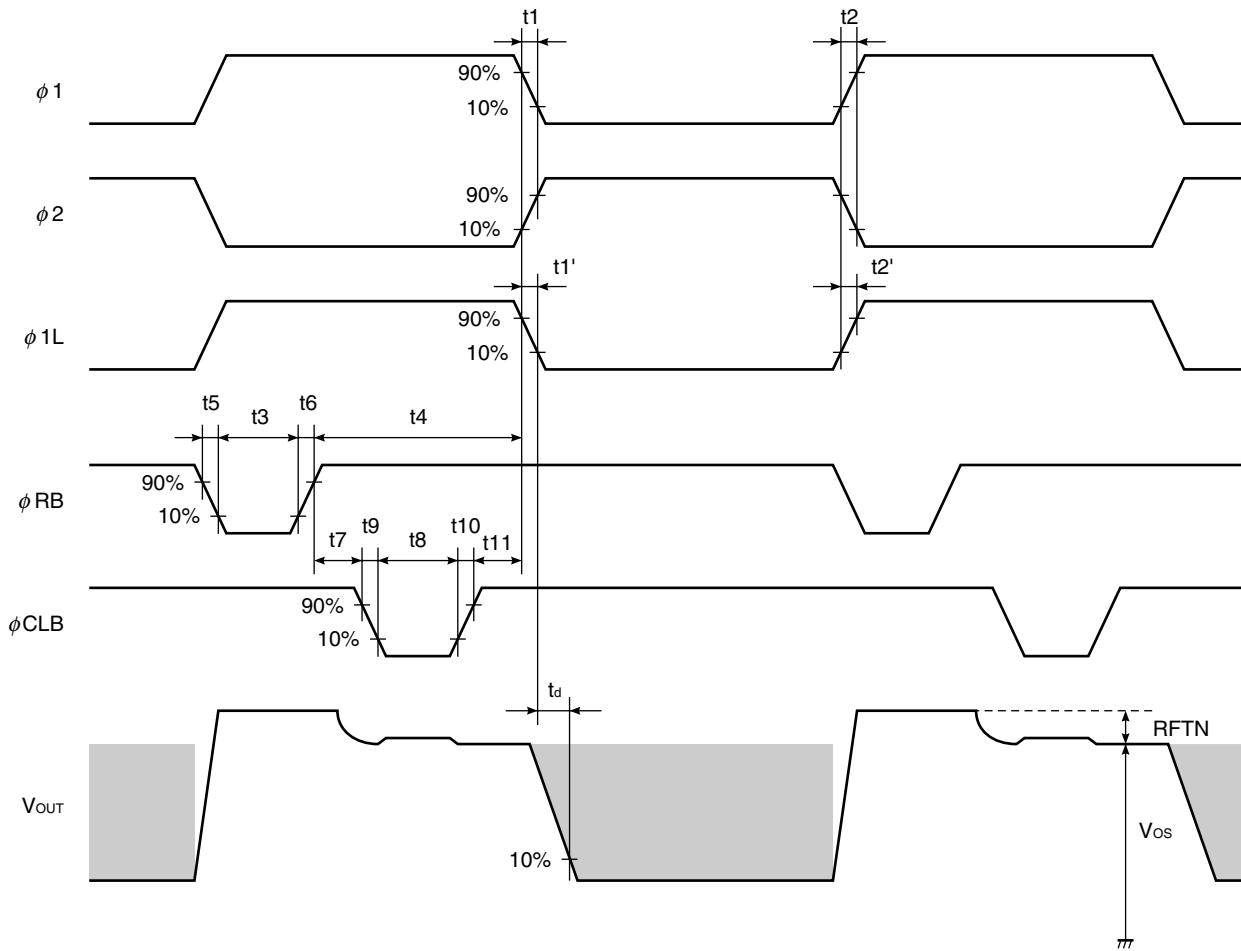 t1 t2
90%
ϕ1
10%
90%
ϕ2
10%
t1' t2'
90%
ϕ1L
10%
t5 t3 t6 t4
90%
ϕRB
10%
t7 t9 t8 t10 t11
90%
ϕCLB
10%
td
RFTN
VOUT
VOS
10%